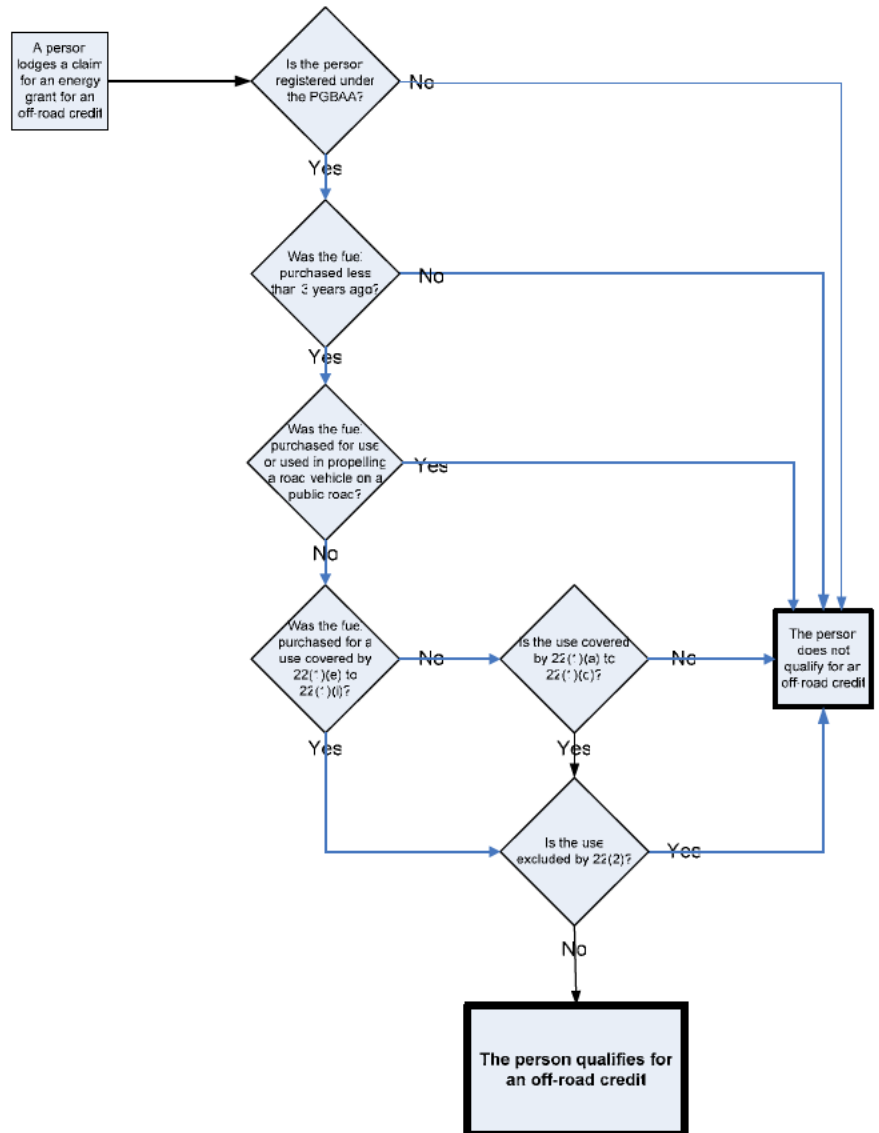 A person
lodges a claim
for an energy
grant for an
off-road credit
Is the person
registered under
the PGBAA?
No
Yes
Was the fuel
purchased less
than 3 years ago?
No
Yes
Was the fuel
purchased for use
or used in propelling
a road vehicle on a
public road?
Yes
No
Was the fuel
purchased for a
use covered by
22(1)(e) to
22(1)(i)?
No
Is the use covered
by 22(1)(a) to
22(1)(c)?
No
The person
does not
qualify for an
off-road credit
Yes
Yes
Is the use
excluded by 22(2)?
Yes
No
The person qualifies for
an off-road credit